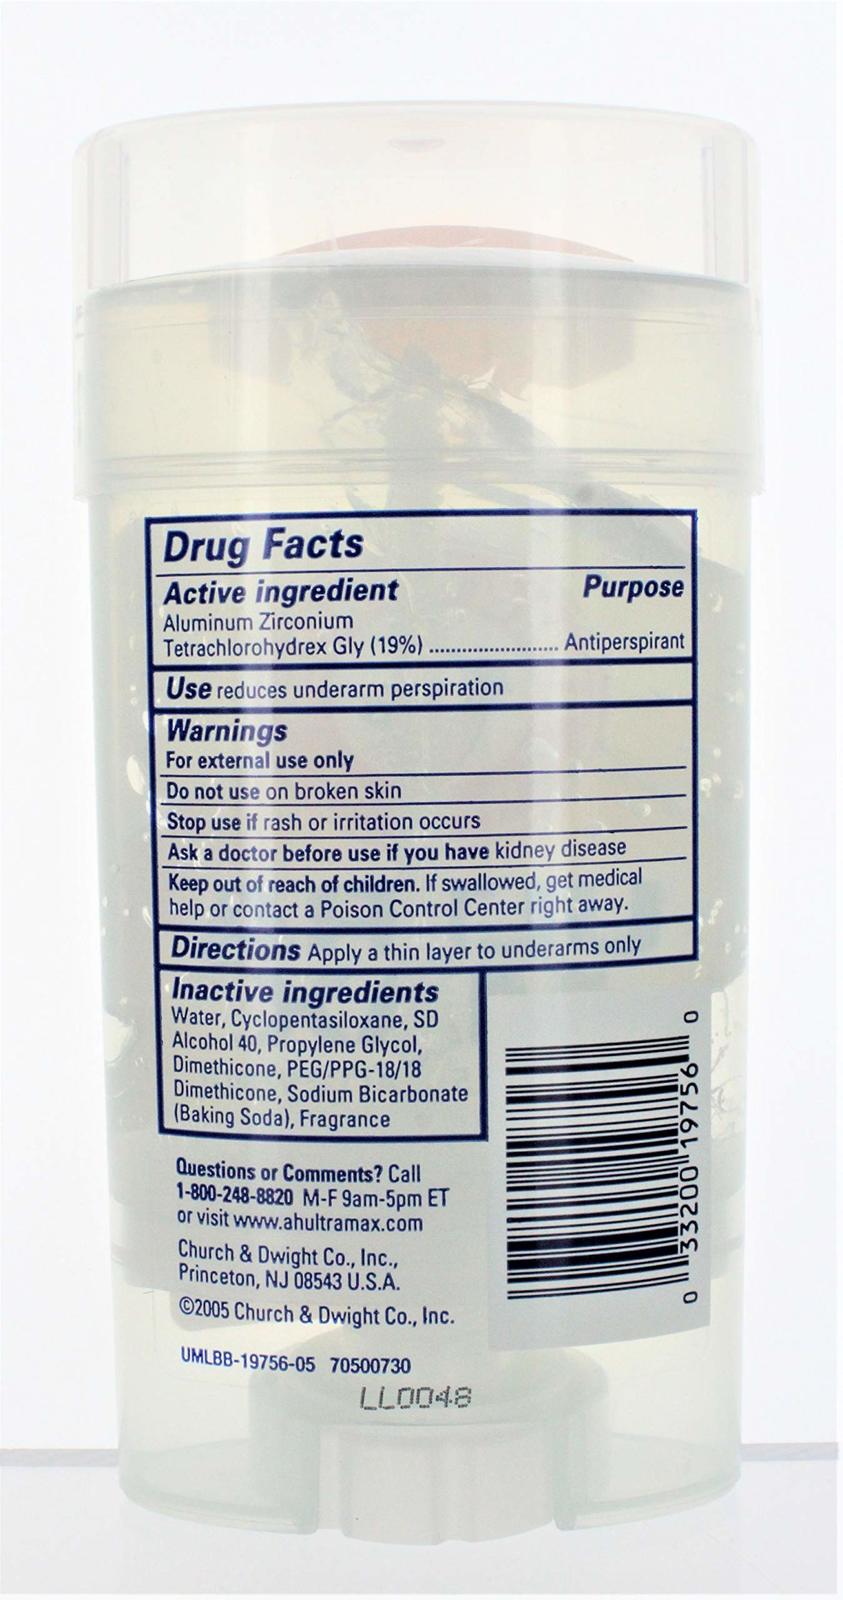 Drug Facts
Active ingredient Purpose
Aluminum Zirconium
Tetrachlorohydrex Gly (19%) ............................ Antiperspirant
Use reduces underarm perspiration
Warnings
For external use only
Do not use on broken skin
Stop use if rash or irritation occurs
Ask a doctor before use if you have kidney disease
Keep out of reach of children. If swallowed, get medical
help or contact a Poison Control Center right away.
Directions Apply a thin layer to underarms only
Inactive ingredients
Water, Cyclopentasiloxane, SD
Alcohol 40, Propylene Glycol,
Dimethicone, PEG/PPG-18/18
Dimethicone, Sodium Bicarbonate
(Baking Soda), Fragrance
0 33200 19756 0
Questions or Comments? Call
1-800-248-8820 M-F 9am-5pm ET
or visit www.ahultramax.com
Church & Dwight Co., Inc.,
Princeton, NJ 08543 U.S.A.
©2005 Church & Dwight Co., Inc.
UMLBB-19756-05 70500730
LL0048